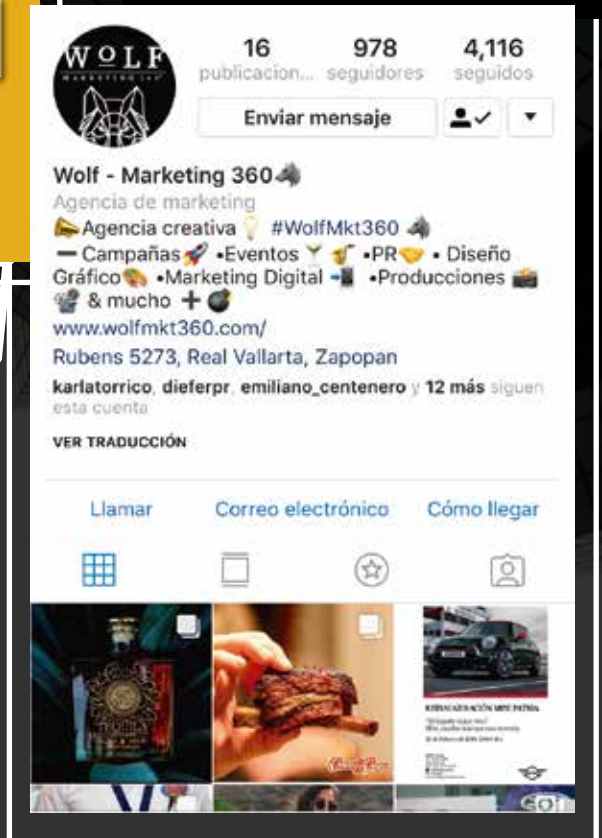 WOLF
MARKETING 360°
16 978 4,116
publicacion... seguidores seguidos
Enviar mensaje
Wolf - Marketing 360🐺
Agencia de marketing
Agencia creativa💡 #WolfMkt360 🐺
➖Campañas🚀 •Eventos🍸🎷 •PR🤝 • Diseño
Gráfico🎨 •Marketing Digital📲 •Producciones📸
📽 & mucho ➕💣
www.wolfmkt360.com/
Rubens 5273, Real Vallarta, Zapopan
karlatorrico, dieferpr, emiliano_centenero y 12 más siguen
esta cuenta
VER TRADUCCIÓN
Llamar Correo electrónico Cómo llegar